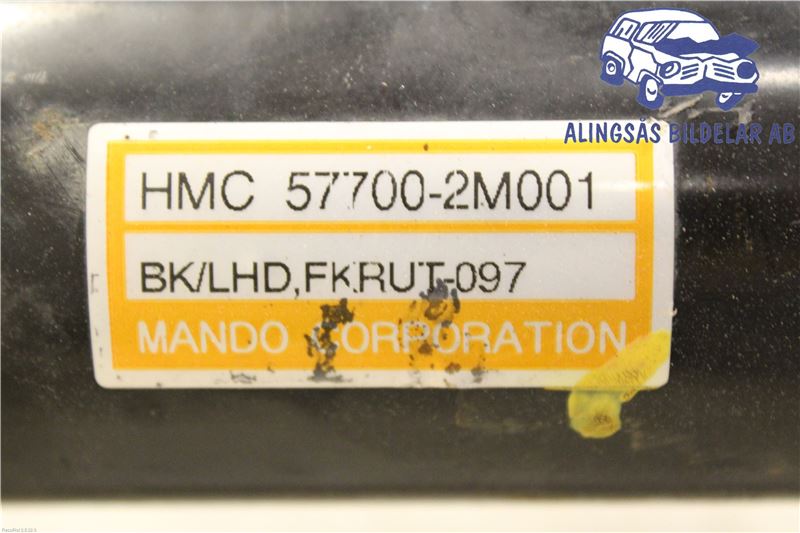 ALINGSÅS BILDELAR AB
HMC 57700-2M001
BK/LHD,FKRUT-097
MANDO CORPORATION